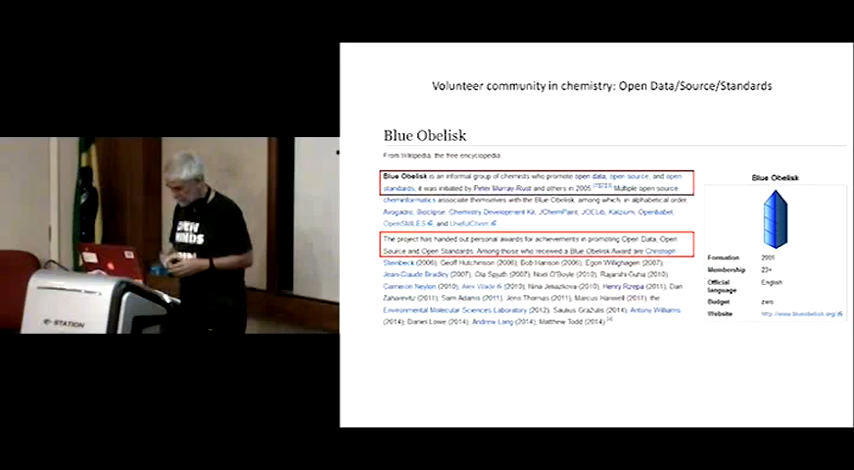 Volunteer community in chemistry: Open Data/Source/Standards
Blue Obelisk
From Wikipedia, the free encyclopedia
Blue Obelisk is an informal group of chemists who promote open data, open source, and open
standards, it was initiated by Peter Murray-Rust and others in 2005. Multiple open source
cheminformatics associate themselves with the Blue Obelisk, among which, in alphabetical order,
Avogadro, Bioclipse, Chemistry Development Kit, JChemPaint, JOELib, Kalzium, OpenBabel,
OpenSMILES, and UsefulChem
The project has handed out personal awards for achievements in promoting Open Data, Open
Source and Open Standards. Among those who received a Blue Obelisk Award are Christoph
Steinbeck (2006), Geoff Hutchinson (2006), Bob Hanson (2006), Egon Willighagen (2007),
Jean-Claude Bradley (2007), Ola Spjuth (2007), Noel O'Boyle (2010), Rajarshi Guha (2010),
Cameron Neylon (2010), Alex Wade (2010), Nina Jeliazkova (2010), Henry Rzepa (2011), Dan
Zaharevitz (2011), Sam Adams (2011), Jens Thomas (2011), Marcus Hanwell (2011), the
Environmental Molecular Sciences Laboratory (2012), Saulius Gražulis (2014), Antony Williams
(2014), Daniel Lowe (2014), Andrew Lang (2014), Matthew Todd (2014)
Blue Obelisk
Formation 2005
Membership 23+
Official language English
Budget zero
Website http://www.blueobelisk.org/
OPEN
MINDS
E-STATION